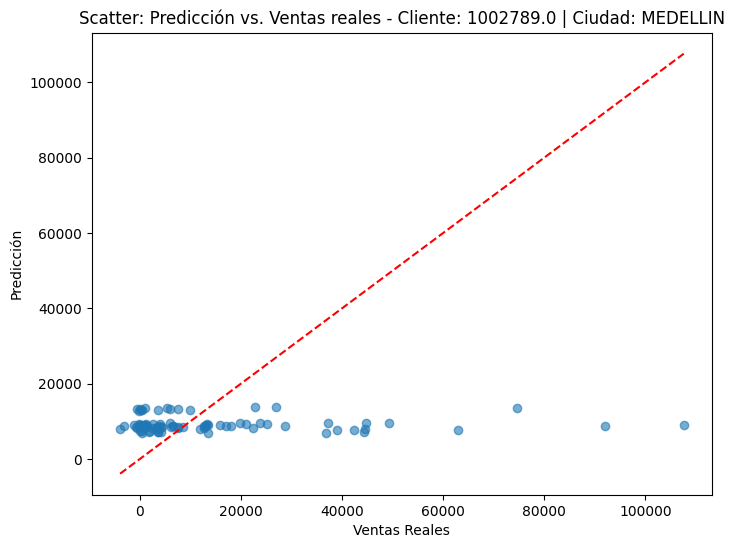 Scatter: Predicción vs. Ventas reales - Cliente: 1002789.0 | Ciudad: MEDELLIN
100000
80000
60000
40000
20000
0
Predicción
0 20000 40000 60000 80000 100000
Ventas Reales